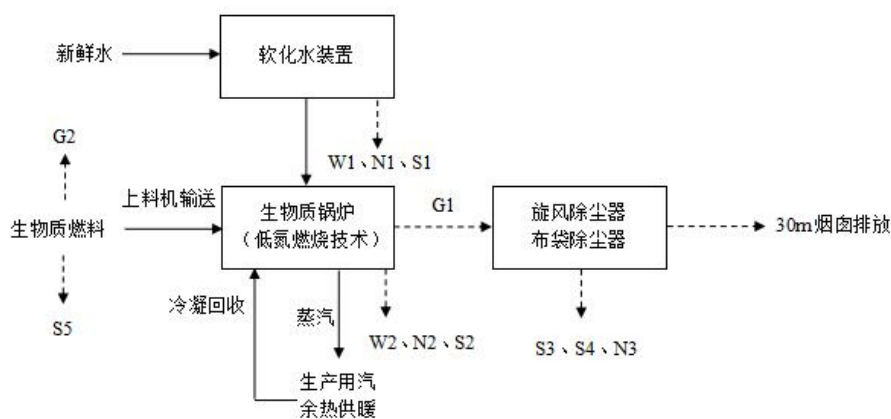 新鲜水
软化水装置
G2
W1、N1、S1
上料机输送
生物质燃料
生物质锅炉
（低氮燃烧技术）
G1
旋风除尘器
布袋除尘器
30m烟囱排放
冷凝回收
蒸汽
S5
W2、N2、S2
S3、S4、N3
生产用汽
余热供暖